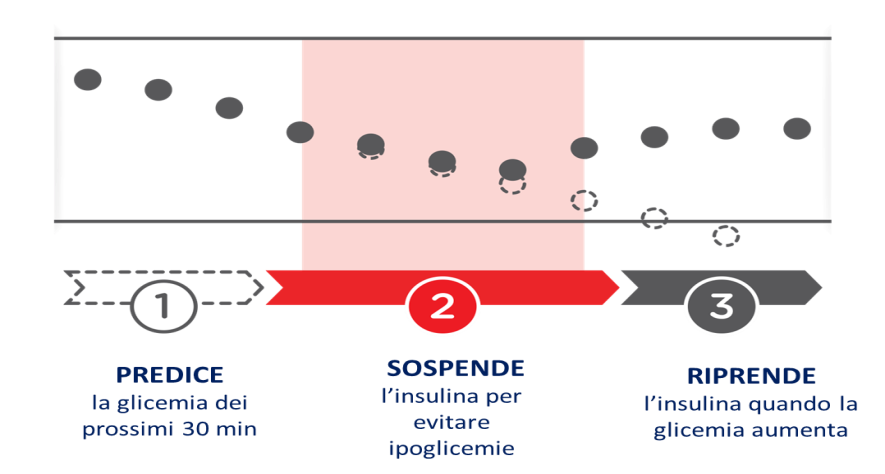 1
PREDICE
la glicemia dei
prossimi 30 min
2
SOSPENDE
l’insulina per
evitare
ipoglicemie
3
RIPRENDE
l’insulina quando la
glicemia aumenta